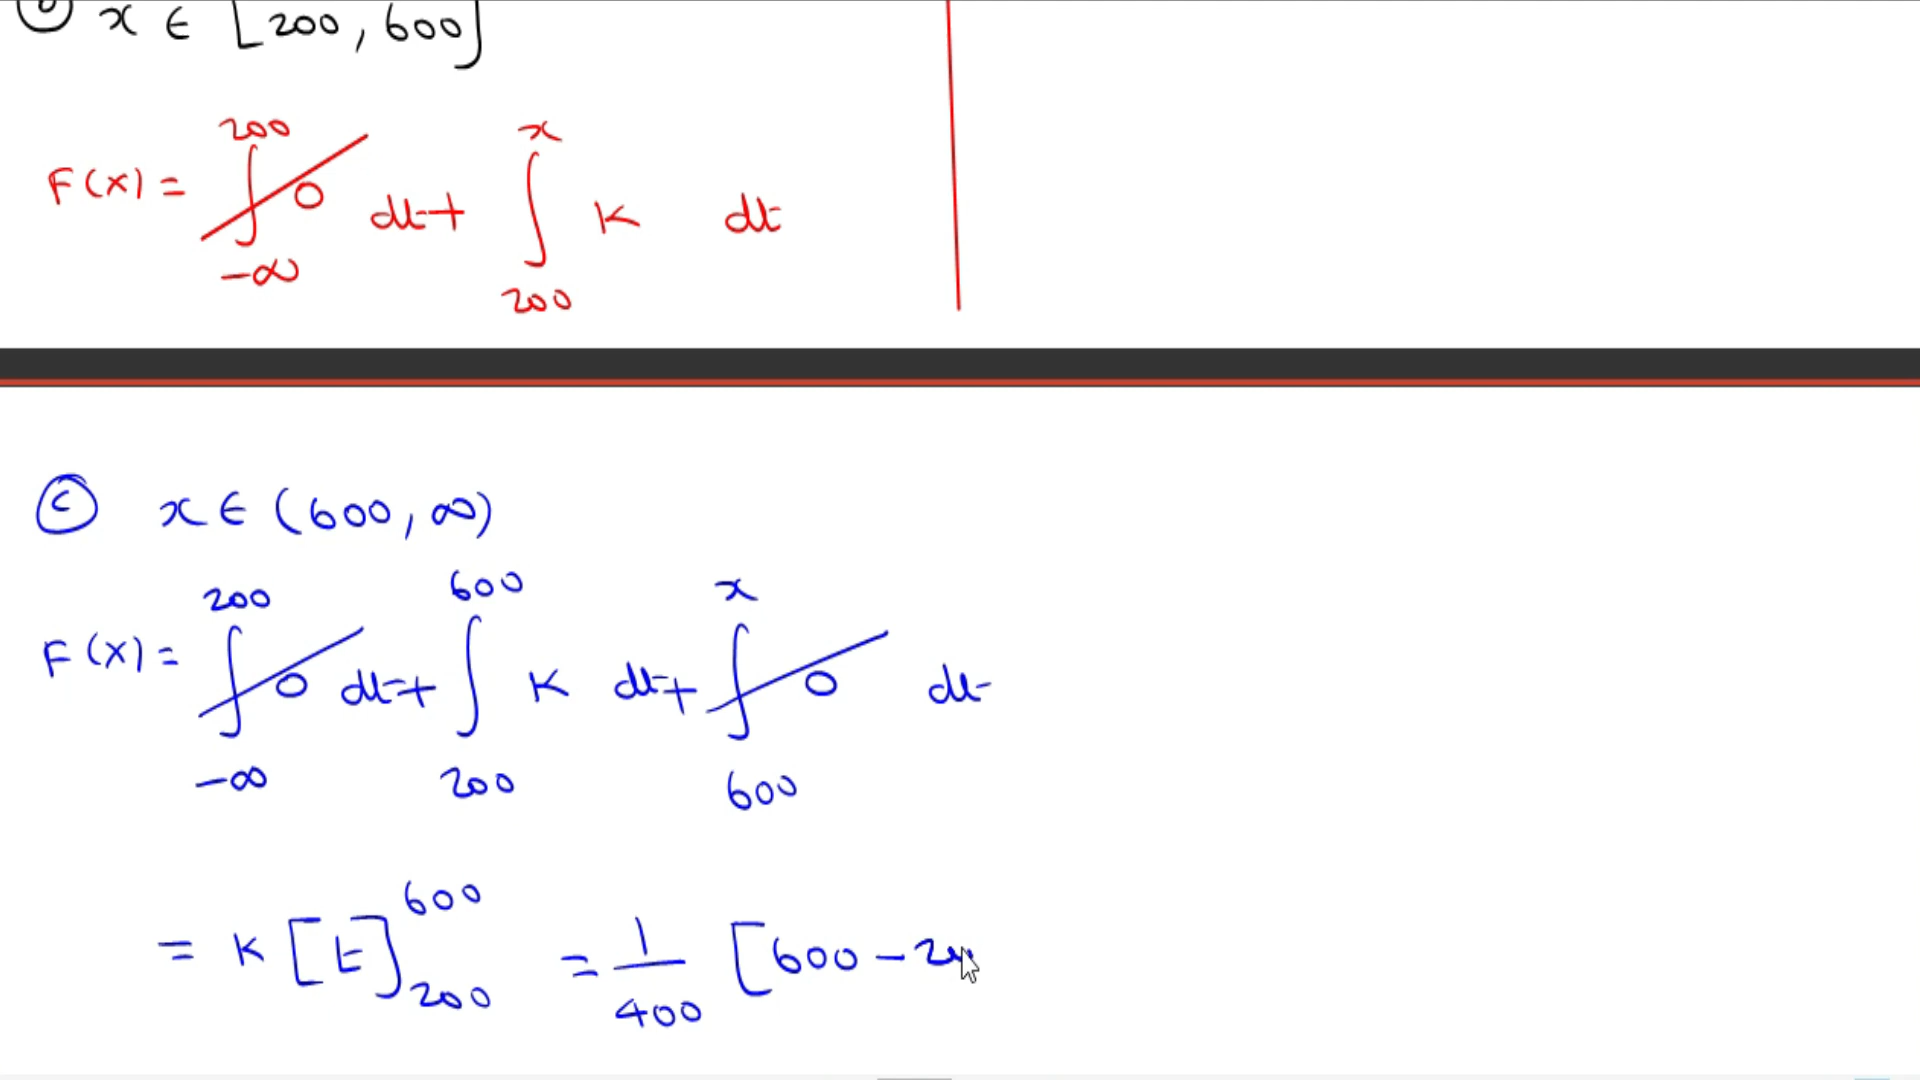 x ∈ [200, 600]
F(x) = ∫_{-∞}^{200} 0 dt + ∫_{200}^{x} K dt
(c) x ∈ (600, ∞)
F(x) = ∫_{-∞}^{200} 0 dt + ∫_{200}^{600} K dt + ∫_{600}^{x} 0 dt
= K [t]_{200}^{600} = 1/400 [600 -